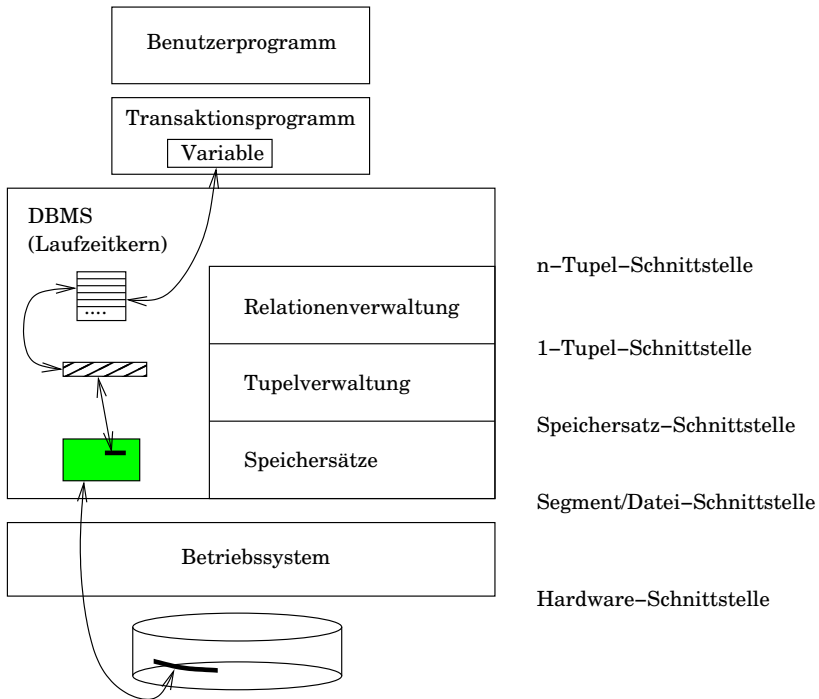 Benutzerprogramm
Transaktionsprogramm
Variable
DBMS
(Laufzeitkern)
n−Tupel−Schnittstelle
Relationenverwaltung
1−Tupel−Schnittstelle
Tupelverwaltung
Speichersatz−Schnittstelle
Speichersätze
Segment/Datei−Schnittstelle
Betriebssystem
Hardware−Schnittstelle